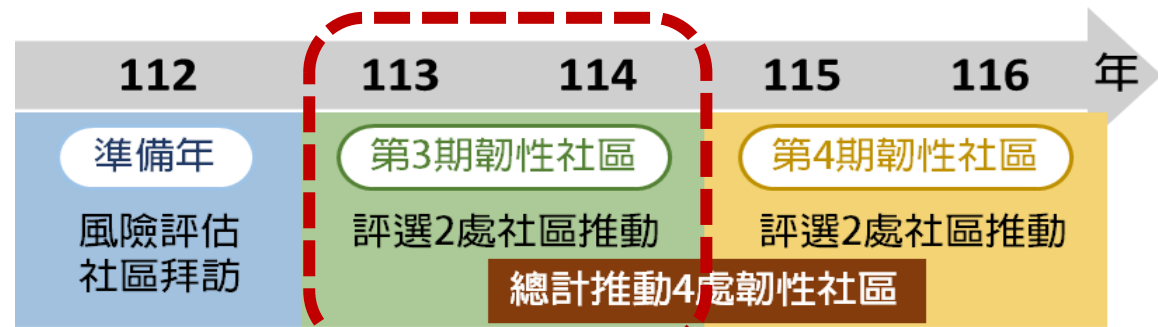 112 113 114 115 116 年
準備年
風險評估
社區拜訪
第3期韌性社區
評選2處社區推動
第4期韌性社區
評選2處社區推動
總計推動4處韌性社區